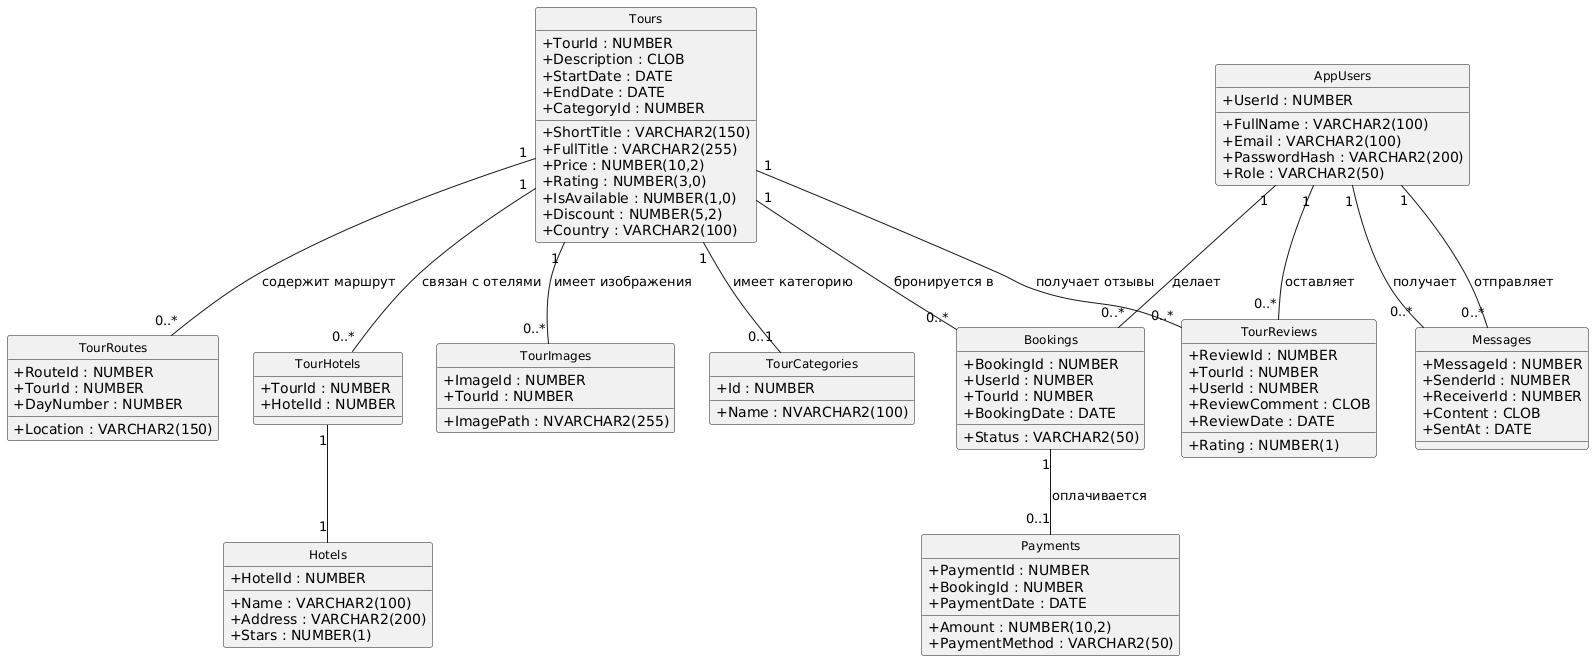 Tours
+TourId : NUMBER
+Description : CLOB
+StartDate : DATE
+EndDate : DATE
+CategoryId : NUMBER
+ShortTitle : VARCHAR2(150)
+FullTitle : VARCHAR2(255)
+Price : NUMBER(10,2)
+Rating : NUMBER(3,0)
+IsAvailable : NUMBER(1,0)
+Discount : NUMBER(5,2)
+Country : VARCHAR2(100)
AppUsers
+UserId : NUMBER
+FullName : VARCHAR2(100)
+Email : VARCHAR2(100)
+PasswordHash : VARCHAR2(200)
+Role : VARCHAR2(50)
1
1
1
1
1
1
1
1
1
1
содержит маршрут
связан с отелями
имеет изображения
имеет категорию
бронируется в
получает отзывы
делает
оставляет
получает
отправляет
0..*
0..*
0..*
0..1
0..*
0..*
0..*
0..*
0..*
0..*
TourRoutes
+RouteId : NUMBER
+TourId : NUMBER
+DayNumber : NUMBER
+Location : VARCHAR2(150)
TourHotels
+TourId : NUMBER
+HotelId : NUMBER
TourImages
+ImageId : NUMBER
+TourId : NUMBER
+ImagePath : NVARCHAR2(255)
TourCategories
+Id : NUMBER
+Name : NVARCHAR2(100)
Bookings
+BookingId : NUMBER
+UserId : NUMBER
+TourId : NUMBER
+BookingDate : DATE
+Status : VARCHAR2(50)
TourReviews
+ReviewId : NUMBER
+TourId : NUMBER
+UserId : NUMBER
+ReviewComment : CLOB
+ReviewDate : DATE
+Rating : NUMBER(1)
Messages
+MessageId : NUMBER
+SenderId : NUMBER
+ReceiverId : NUMBER
+Content : CLOB
+SentAt : DATE
1
1
1
оплачивается
0..1
Hotels
+HotelId : NUMBER
+Name : VARCHAR2(100)
+Address : VARCHAR2(200)
+Stars : NUMBER(1)
Payments
+PaymentId : NUMBER
+BookingId : NUMBER
+PaymentDate : DATE
+Amount : NUMBER(10,2)
+PaymentMethod : VARCHAR2(50)